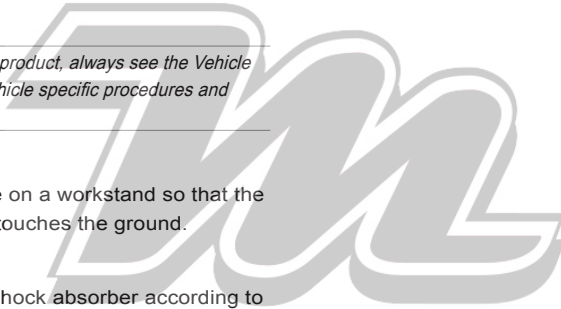 product, always see the Vehicle
hicle specific procedures and
e on a workstand so that the
touches the ground.
hock absorber according to